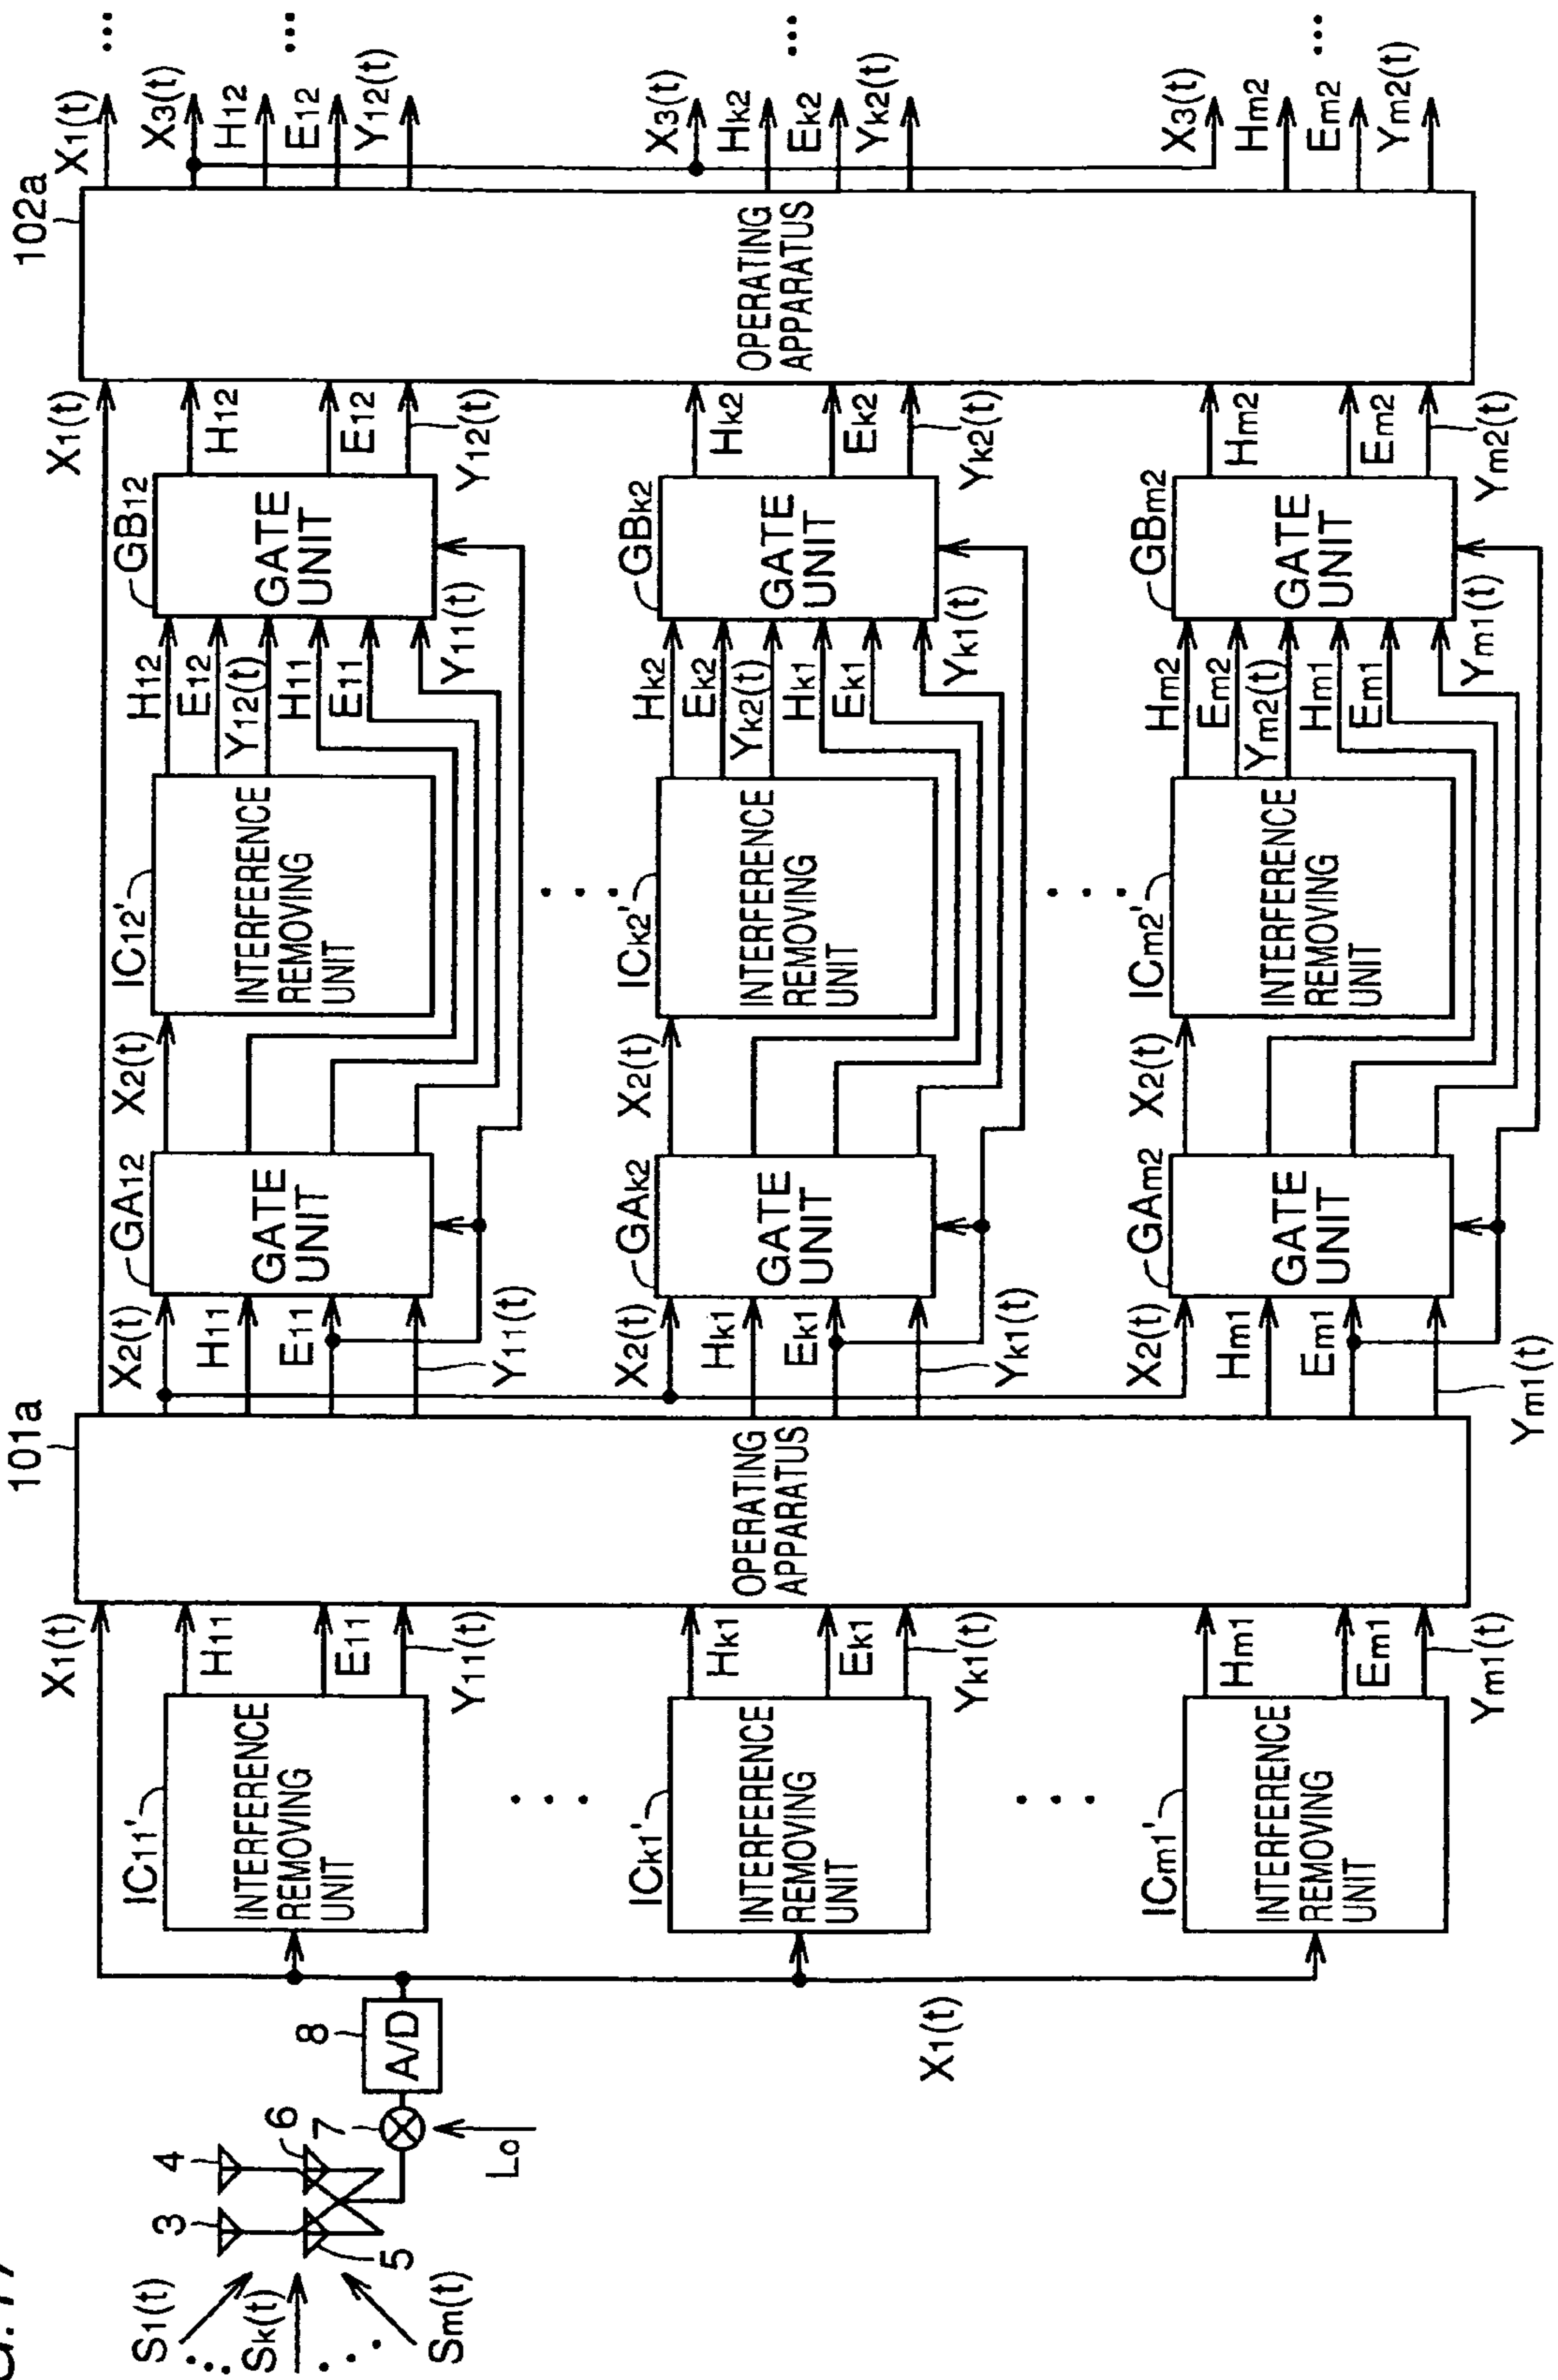 G. 17
S1(t)
Sk(t)
Sm(t)
3
4
5
6
7
8
A/D
Lo
X1(t)
X1(t)
IC11'
INTERFERENCE
REMOVING
UNIT
H11
E11
Y11(t)
ICk1'
INTERFERENCE
REMOVING
UNIT
Hk1
Ek1
Yk1(t)
ICm1'
INTERFERENCE
REMOVING
UNIT
Hm1
Em1
Ym1(t)
101a
OPERATING
APPARATUS
X2(t)
H11
E11
Y11(t)
X2(t)
Hk1
Ek1
Yk1(t)
X2(t)
Hm1
Em1
Ym1(t)
GA12
GATE
UNIT
GAk2
GATE
UNIT
GAm2
GATE
UNIT
X2(t)
X2(t)
X2(t)
IC12'
INTERFERENCE
REMOVING
UNIT
ICk2'
INTERFERENCE
REMOVING
UNIT
ICm2'
INTERFERENCE
REMOVING
UNIT
H12
E12
Y12(t)
H11
E11
Y11(t)
Hk2
Ek2
Yk2(t)
Hk1
Ek1
Yk1(t)
Hm2
Em2
Ym2(t)
Hm1
Em1
Ym1(t)
GB12
GATE
UNIT
GBk2
GATE
UNIT
GBm2
GATE
UNIT
X1(t)
H12
E12
Y12(t)
Hk2
Ek2
Yk2(t)
Hm2
Em2
Ym2(t)
102a
OPERATING
APPARATUS
X1(t)
X3(t)
H12
E12
Y12(t)
X3(t)
Hk2
Ek2
Yk2(t)
X3(t)
Hm2
Em2
Ym2(t)